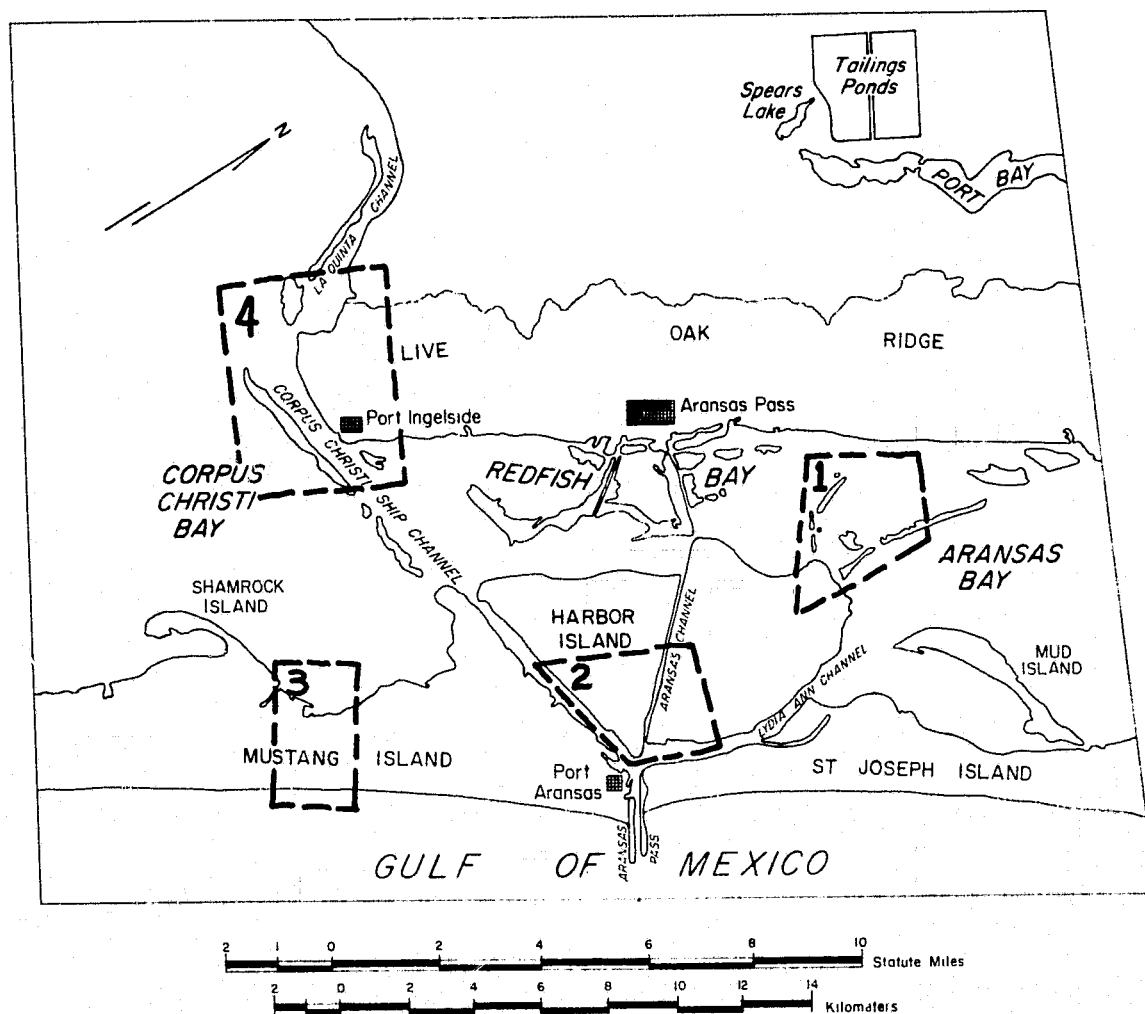 Tailings
Ponds
Spears
Lake
PORT BAY
N
LA QUINTA CHANNEL
4
LIVE OAK RIDGE
CORPUS CHRISTI SHIP CHANNEL
Port Ingelside
Aransas Pass
CORPUS
CHRISTI
BAY
REDFISH BAY
1
ARANSAS
BAY
SHAMROCK
ISLAND
HARBOR
ISLAND
ARANSAS CHANNEL
MUD
ISLAND
2
3
LYDIA ANN CHANNEL
MUSTANG ISLAND
Port
Aransas
ST JOSEPH ISLAND
ARANSAS
PASS
GULF OF MEXICO
2 1 0 2 4 6 8 10
Statute Miles
2 0 2 4 6 8 10 12 14
Kilomaters